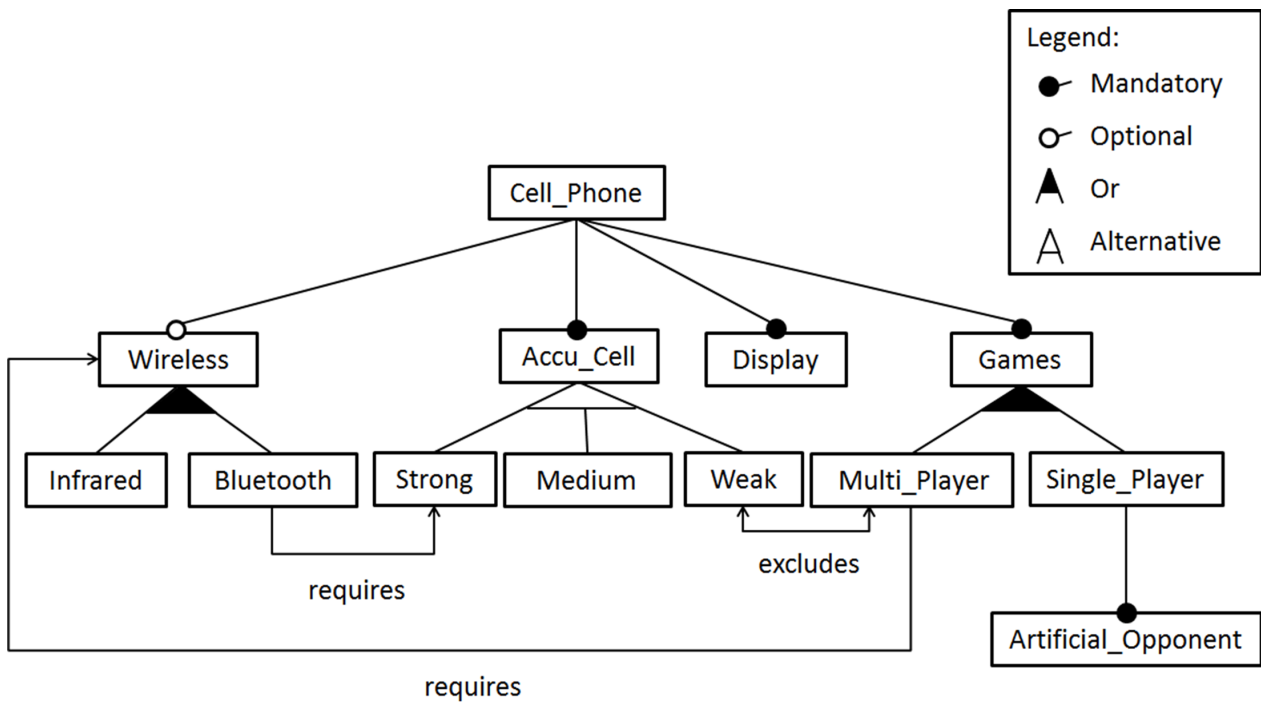 Legend:
Mandatory
Optional
Or
Alternative
Cell_Phone
Wireless
Accu_Cell
Display
Games
Infrared
Bluetooth
Strong
Medium
Weak
Multi_Player
Single_Player
excludes
requires
Artificial_Opponent
requires